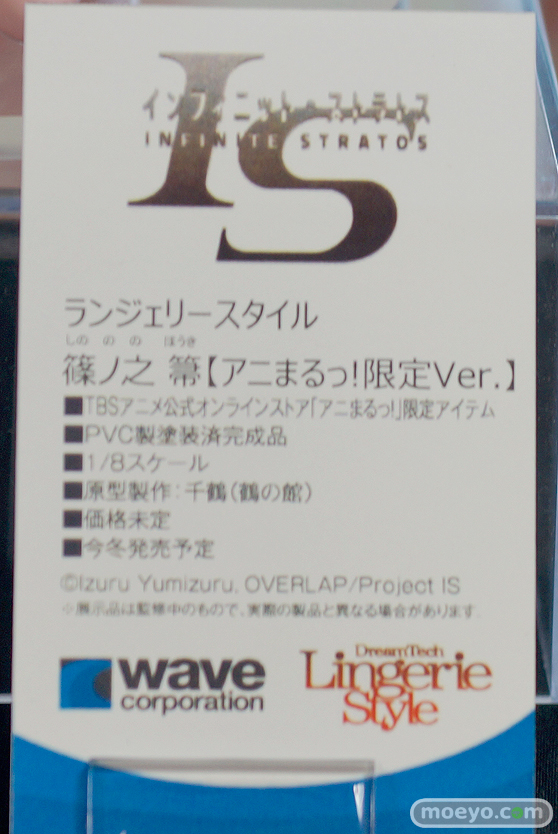 IS
インフィニット・ストラトス
INFINITE STRATOS
ランジェリースタイル
しののの ほうき
篠ノ之 箒【アニまるっ!限定Ver.】
■TBSアニメ公式オンラインストア「アニまるっ!」限定アイテム
■PVC製塗装済完成品
■1/8スケール
■原型製作：千鶴（鶴の館）
■価格未定
■今冬発売予定
©Izuru Yumizuru, OVERLAP/Project IS
※展示品は監修中のもので、実際の製品と異なる場合があります。
wave
corporation
DreamTech
Lingerie
Style
moeyo.com